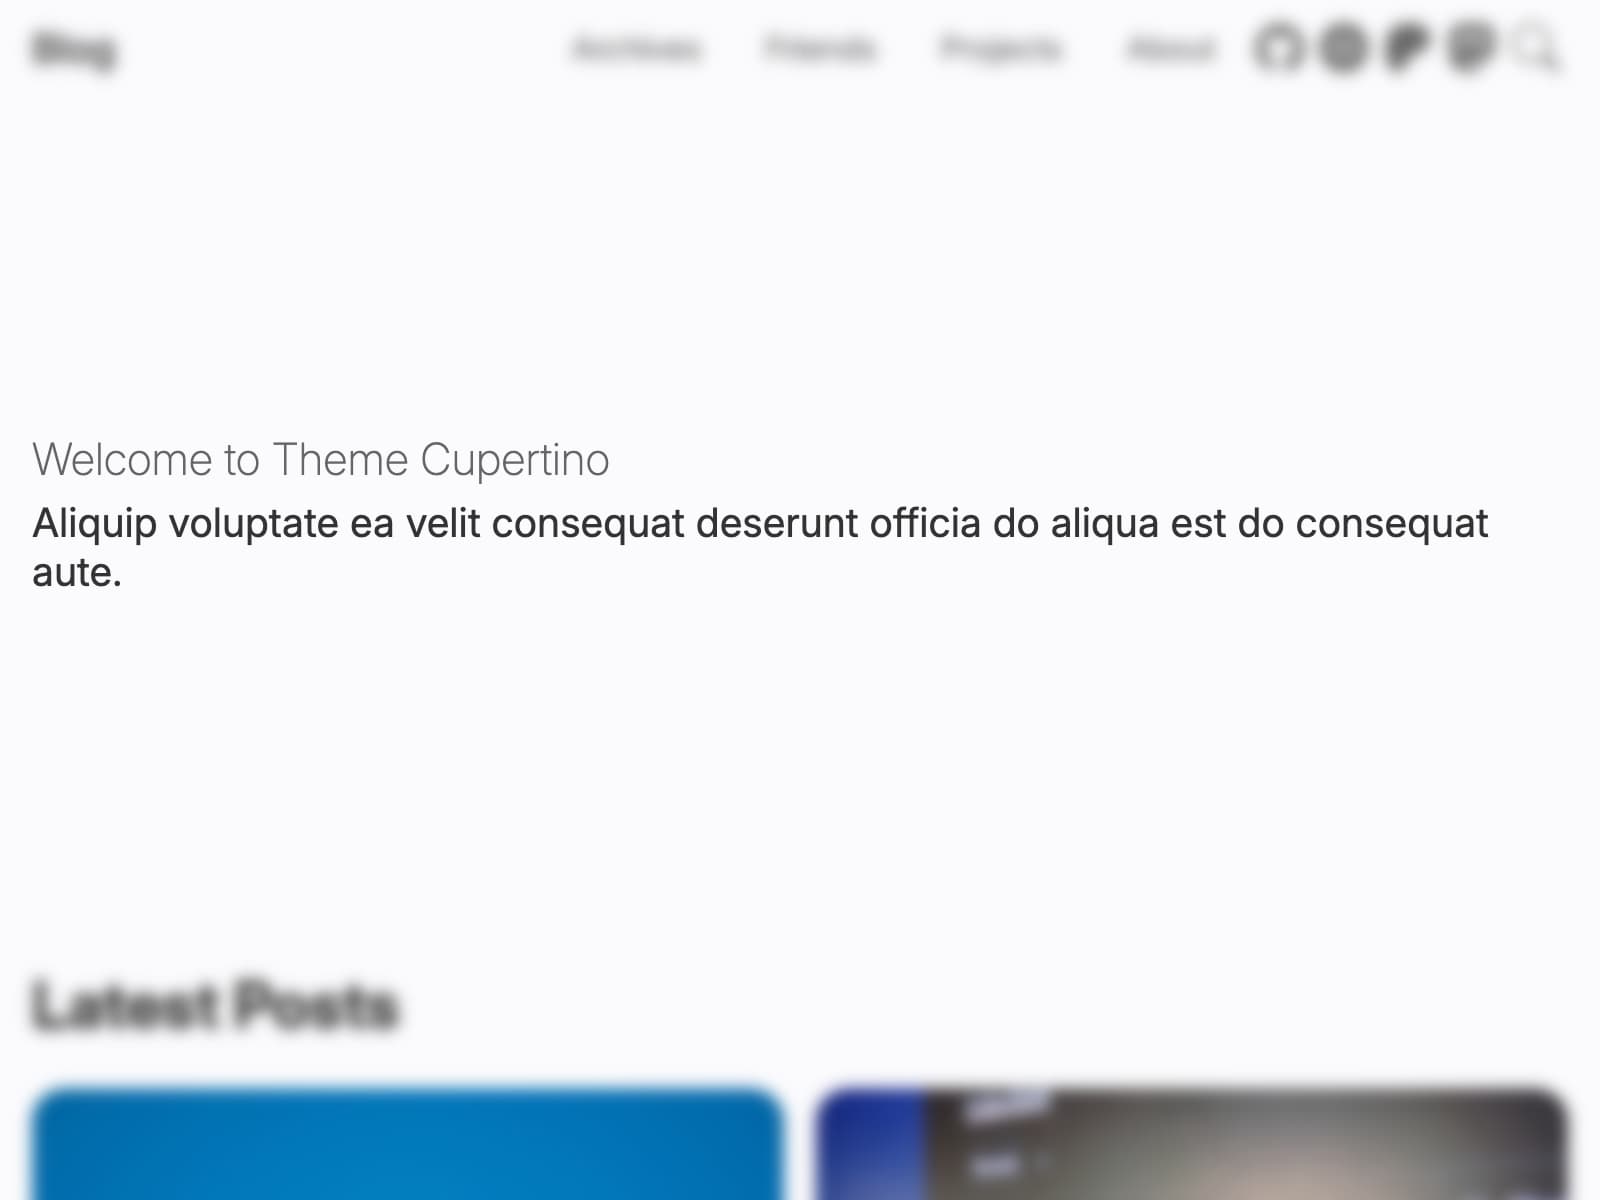 Blog
Archives Friends Projects About
Welcome to Theme Cupertino
Aliquip voluptate ea velit consequat deserunt officia do aliqua est do consequat
aute.
Latest Posts